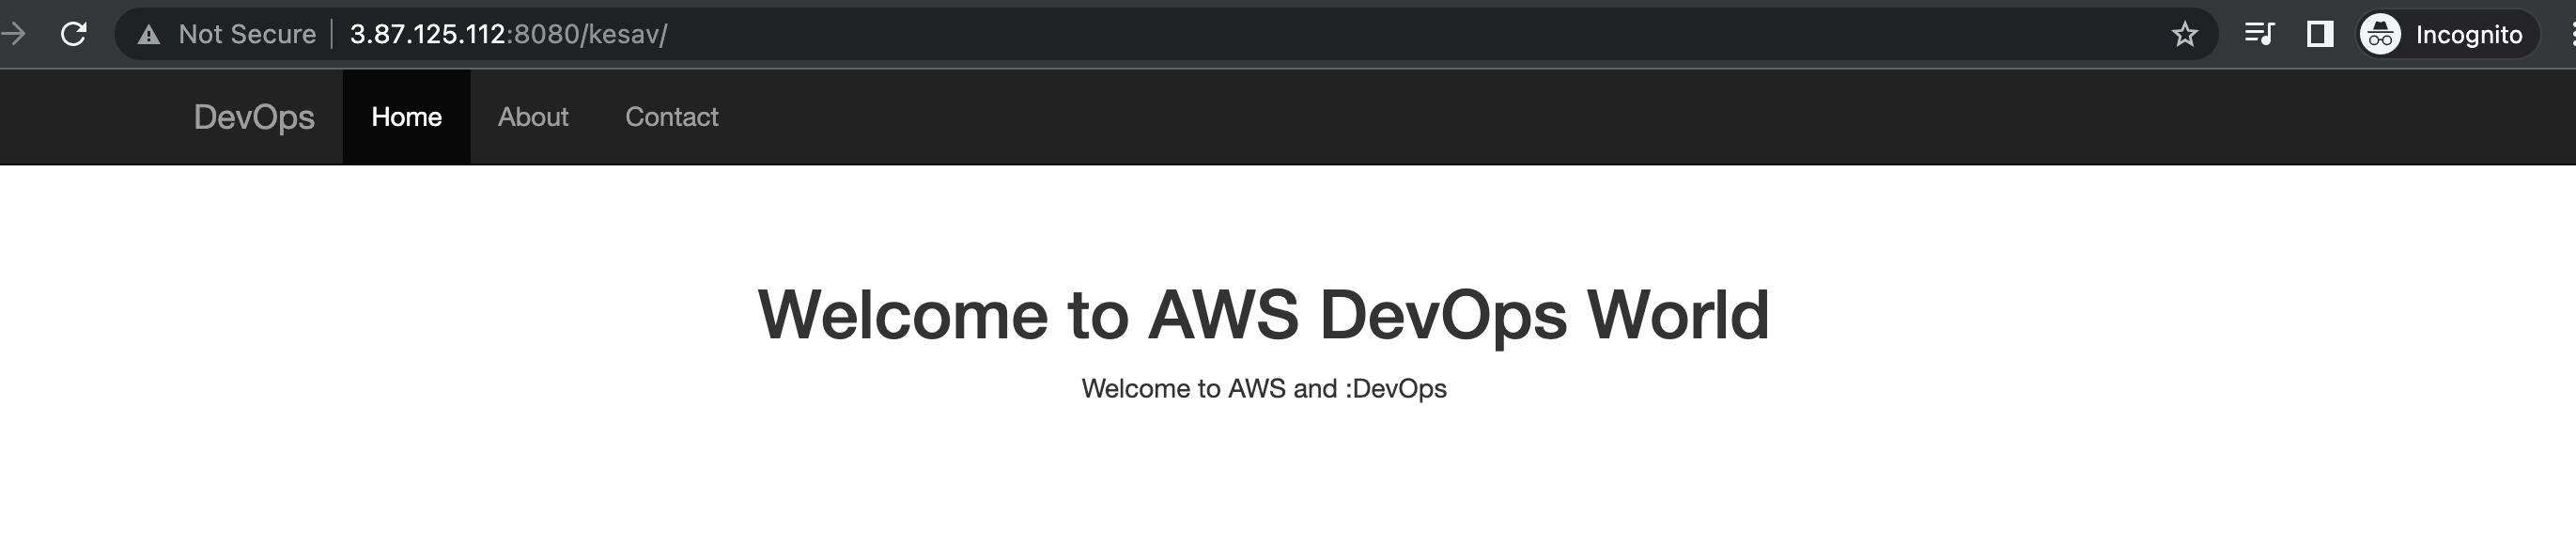 Not Secure 3.87.125.112:8080/kesav/ Incognito
DevOps Home About Contact
Welcome to AWS DevOps World
Welcome to AWS and :DevOps